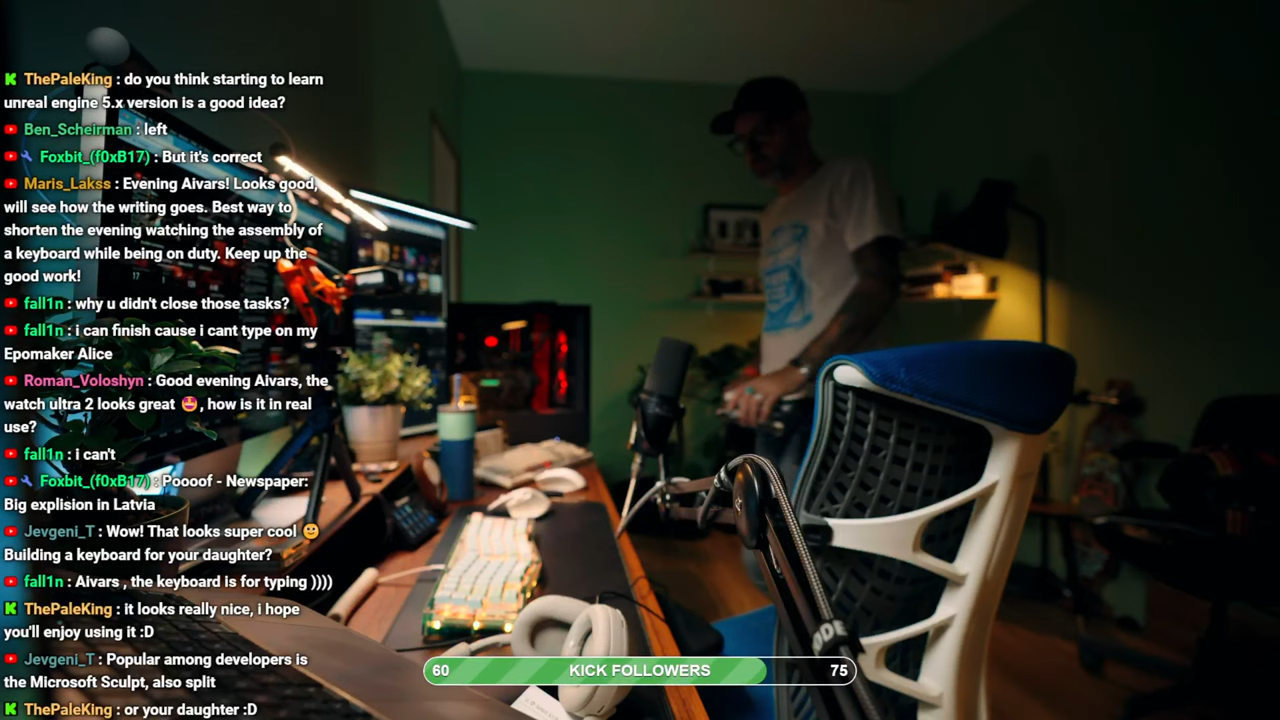 ThePaleKing : do you think starting to learn
unreal engine 5.x version is a good idea?
Ben_Scheirman : left
Foxbit_(f0xB17) : But it's correct
Maris_Lakss : Evening Aivars! Looks good,
will see how the writing goes. Best way to
shorten the evening watching the assembly of
a keyboard while being on duty. Keep up the
good work!
fall1n : why u didn't close those tasks?
fall1n : i can finish cause i cant type on my
Epomaker Alice
Roman_Voloshyn : Good evening Aivars, the
watch ultra 2 looks great 🤩, how is it in real
use?
fall1n : i can't
Foxbit_(f0xB17) : Poooof - Newspaper:
Big explision in Latvia
Jevgeni_T : Wow! That looks super cool 🙂
Building a keyboard for your daughter?
fall1n : Aivars , the keyboard is for typing ))))
ThePaleKing : it looks really nice, i hope
you'll enjoy using it :D
Jevgeni_T : Popular among developers is
the Microsoft Sculpt, also split
ThePaleKing : or your daughter :D
60 KICK FOLLOWERS 75